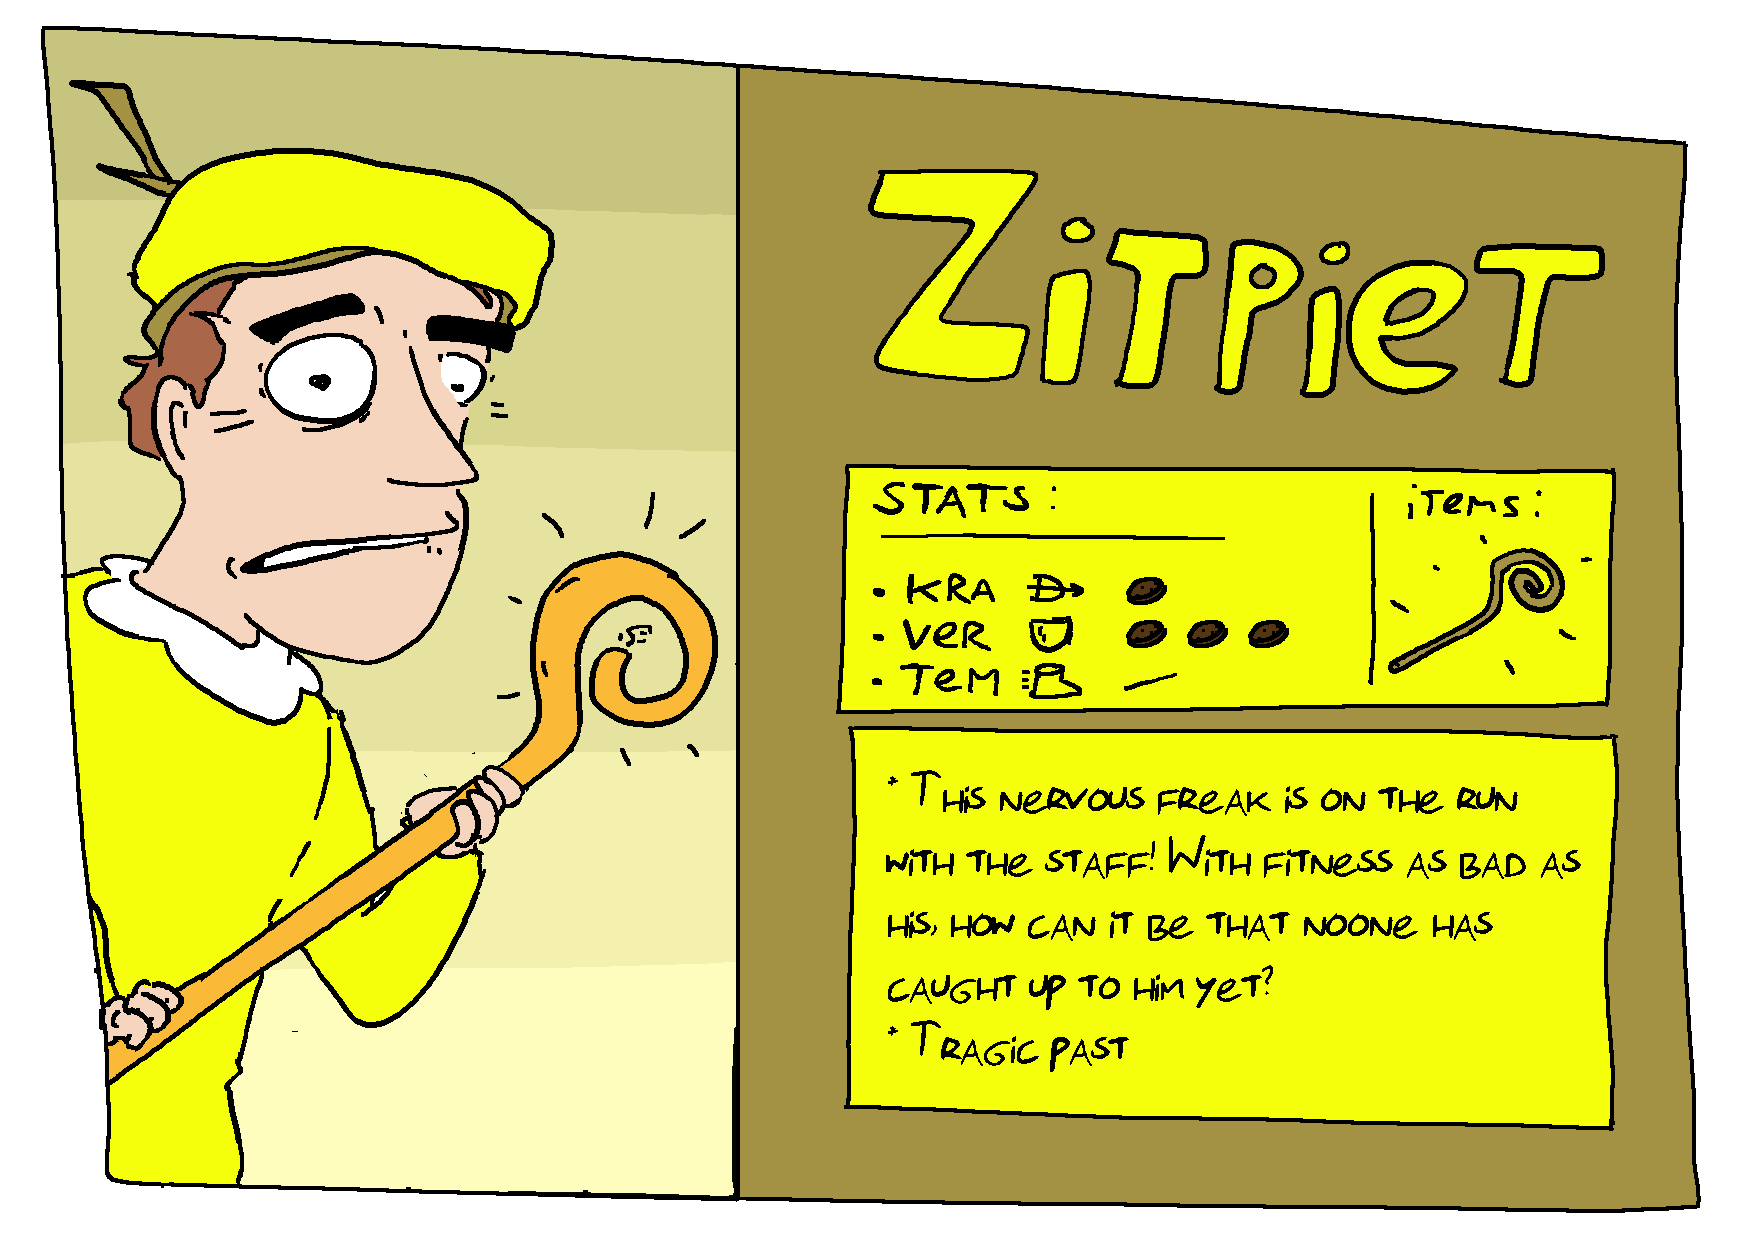 ZiTPieT
STATS :
iTems :
• KRA
• VeR
• TeM
* This nervous freak is on the run
with the staff! With fitness as bad as
his, how can it be that noone has
caught up to him yet?
* Tragic past